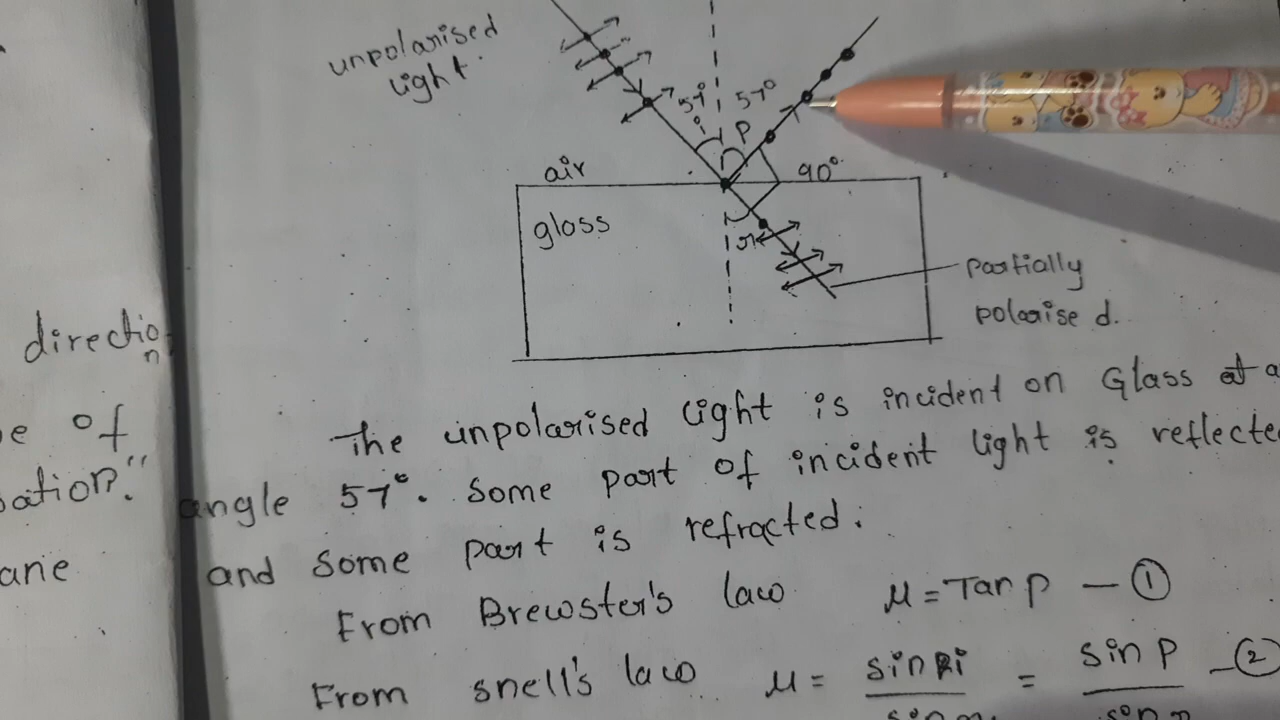 unpolarised
light.
57° 57°
i P
air 90°
glass
r
partially
polarised.
directio
n
The unpolarised light is incident on Glass at a
of
angle 57°. Some part of incident light is reflecte
and some part is refracted.
ane
From Brewster's law μ = Tan p — ①
From snell's law μ = sin i = sin p — ②
sin r